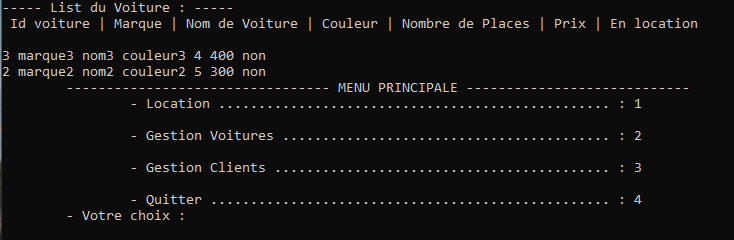 ----- List du Voiture : -----
Id voiture | Marque | Nom de Voiture | Couleur | Nombre de Places | Prix | En location
3 marque3 nom3 couleur3 4 400 non
2 marque2 nom2 couleur2 5 300 non
--------------------------------- MENU PRINCIPALE ----------------------------
- Location ................................................. : 1
- Gestion Voitures ......................................... : 2
- Gestion Clients .......................................... : 3
- Quitter .................................................. : 4
- Votre choix :